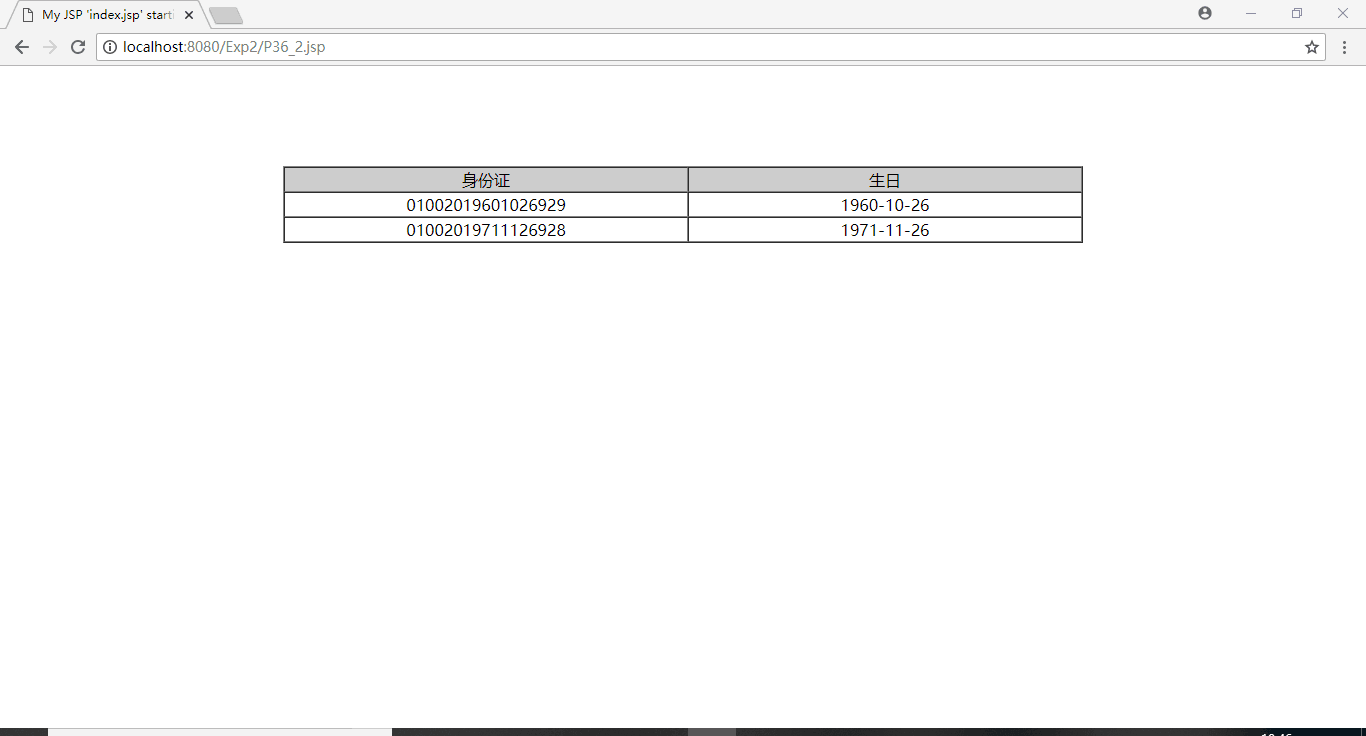 My JSP 'index.jsp' start
localhost:8080/Exp2/P36_2.jsp
身份证 生日
01002019601026929 1960-10-26
01002019711126928 1971-11-26